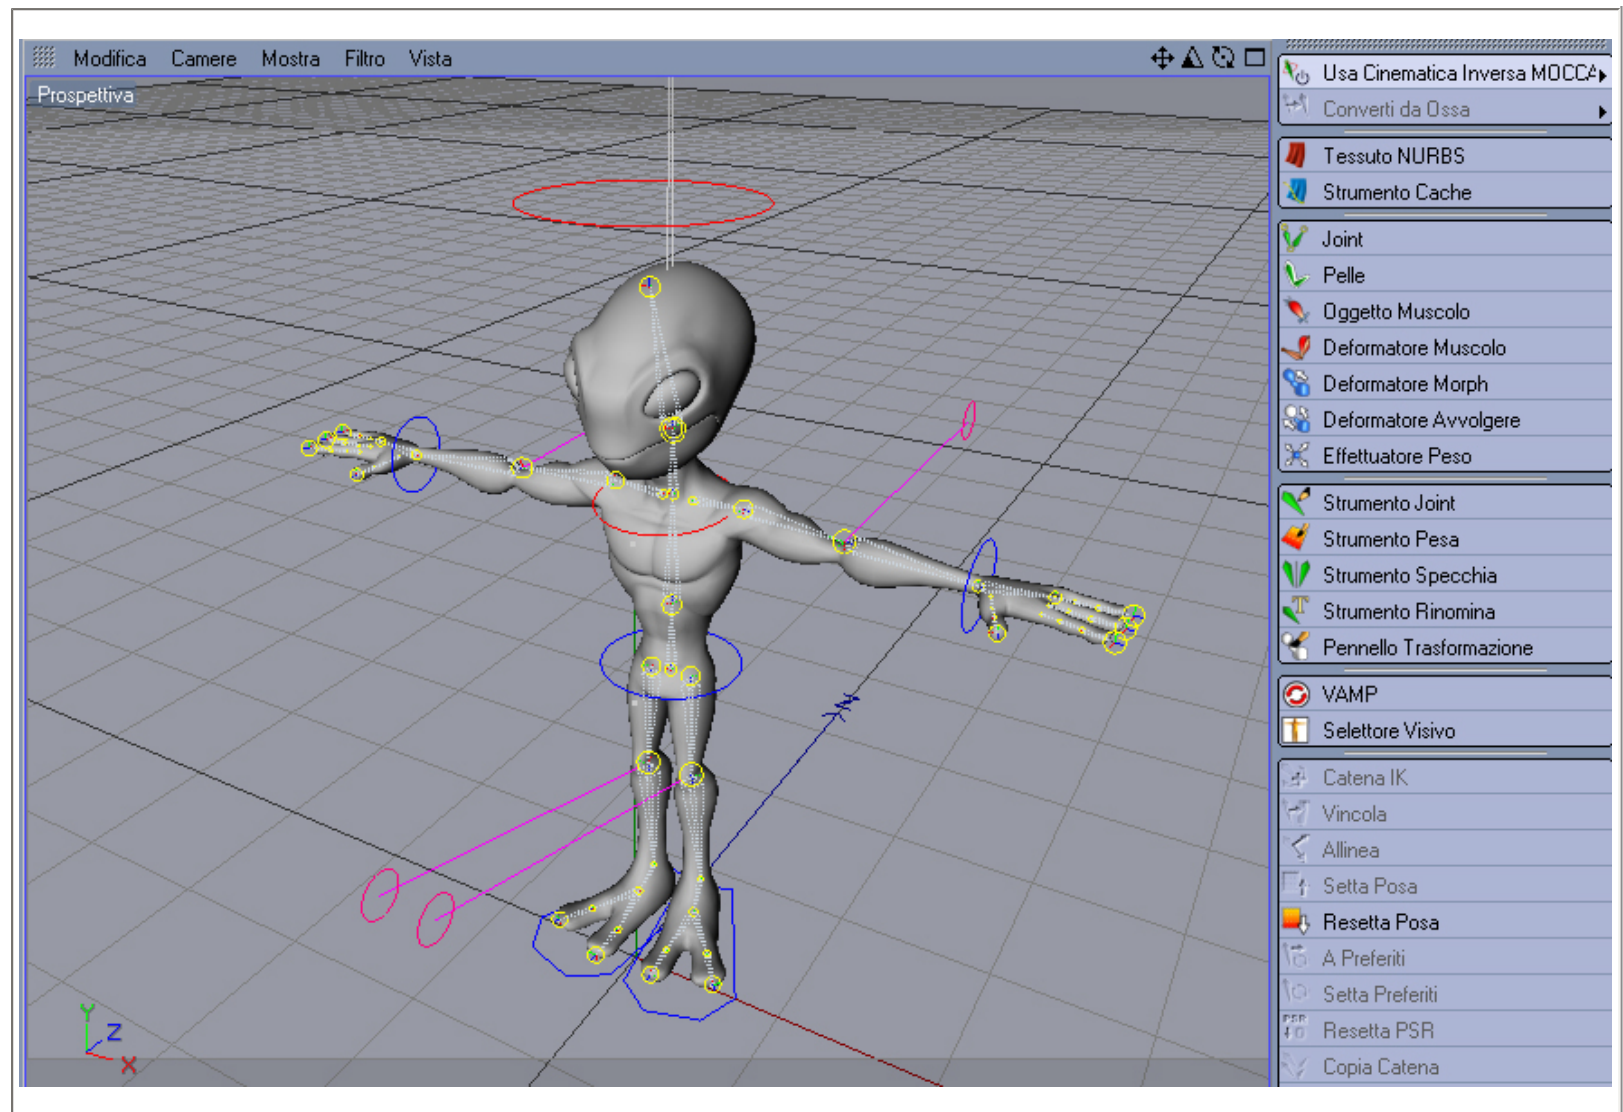 Modifica Camere Mostra Filtro Vista
Prospettiva
Y
Z
X
Usa Cinematica Inversa MOCCA
Converti da Ossa
Tessuto NURBS
Strumento Cache
Joint
Pelle
Oggetto Muscolo
Deformatore Muscolo
Deformatore Morph
Deformatore Avvolgere
Effettuatore Peso
Strumento Joint
Strumento Pesa
Strumento Specchia
Strumento Rinomina
Pennello Trasformazione
VAMP
Selettore Visivo
Catena IK
Vincola
Allinea
Setta Posa
Resetta Posa
A Preferiti
Setta Preferiti
PSR
Resetta PSR
Copia Catena